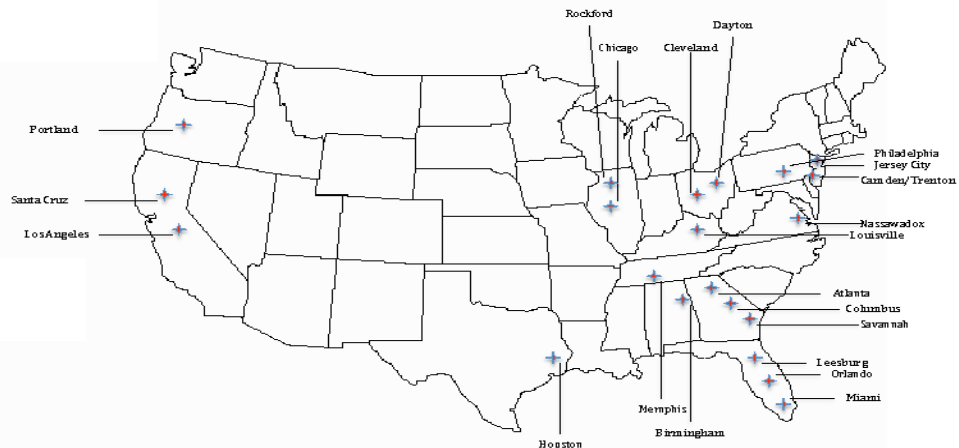 Rockford
Dayton
Chicago
Cleveland
Portland
Philadelphia
Jersey City
Camden/Trenton
Santa Cruz
Nassawadox
Los Angeles
Louisville
Atlanta
Columbus
Savannah
Leesburg
Orlando
Miami
Memphis
Birmingham
Houston